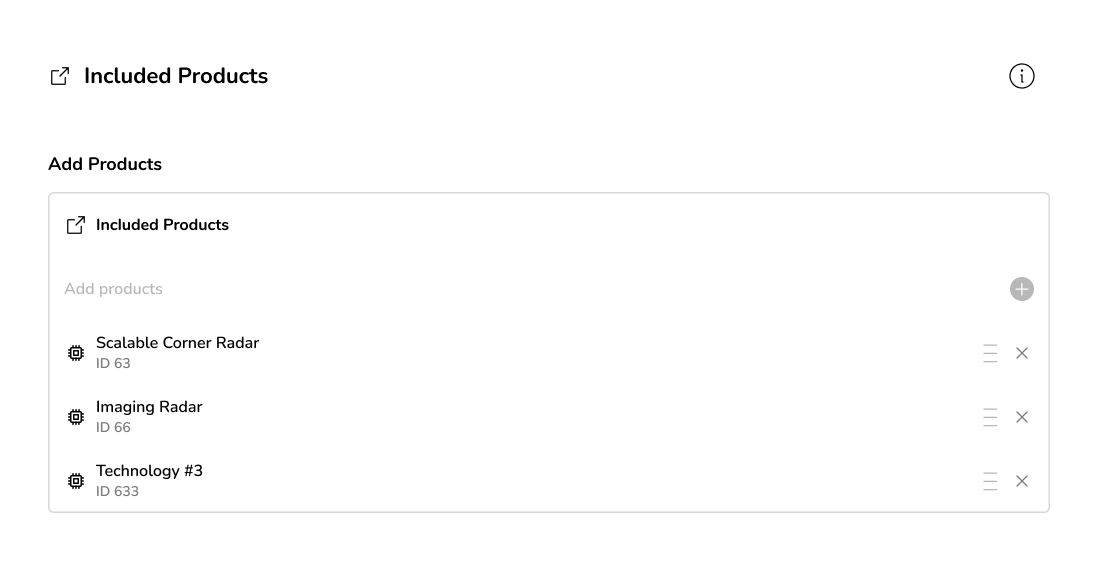 Included Products
Add Products
Included Products
Add products
Scalable Corner Radar
ID 63
Imaging Radar
ID 66
Technology #3
ID 633